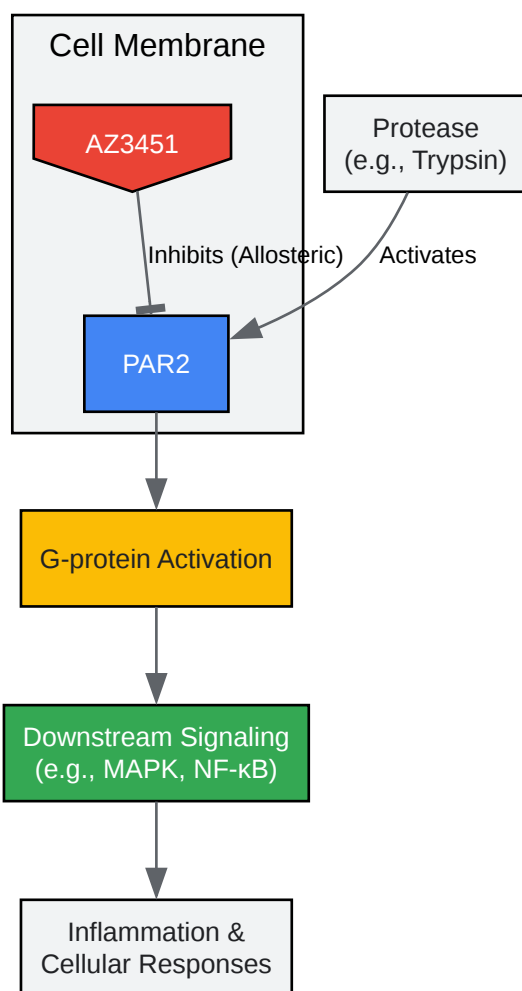 Cell Membrane
AZ3451
Protease
(e.g., Trypsin)
Inhibits (Allosteric)
Activates
PAR2
G-protein Activation
Downstream Signaling
(e.g., MAPK, NF-κB)
Inflammation &
Cellular Responses